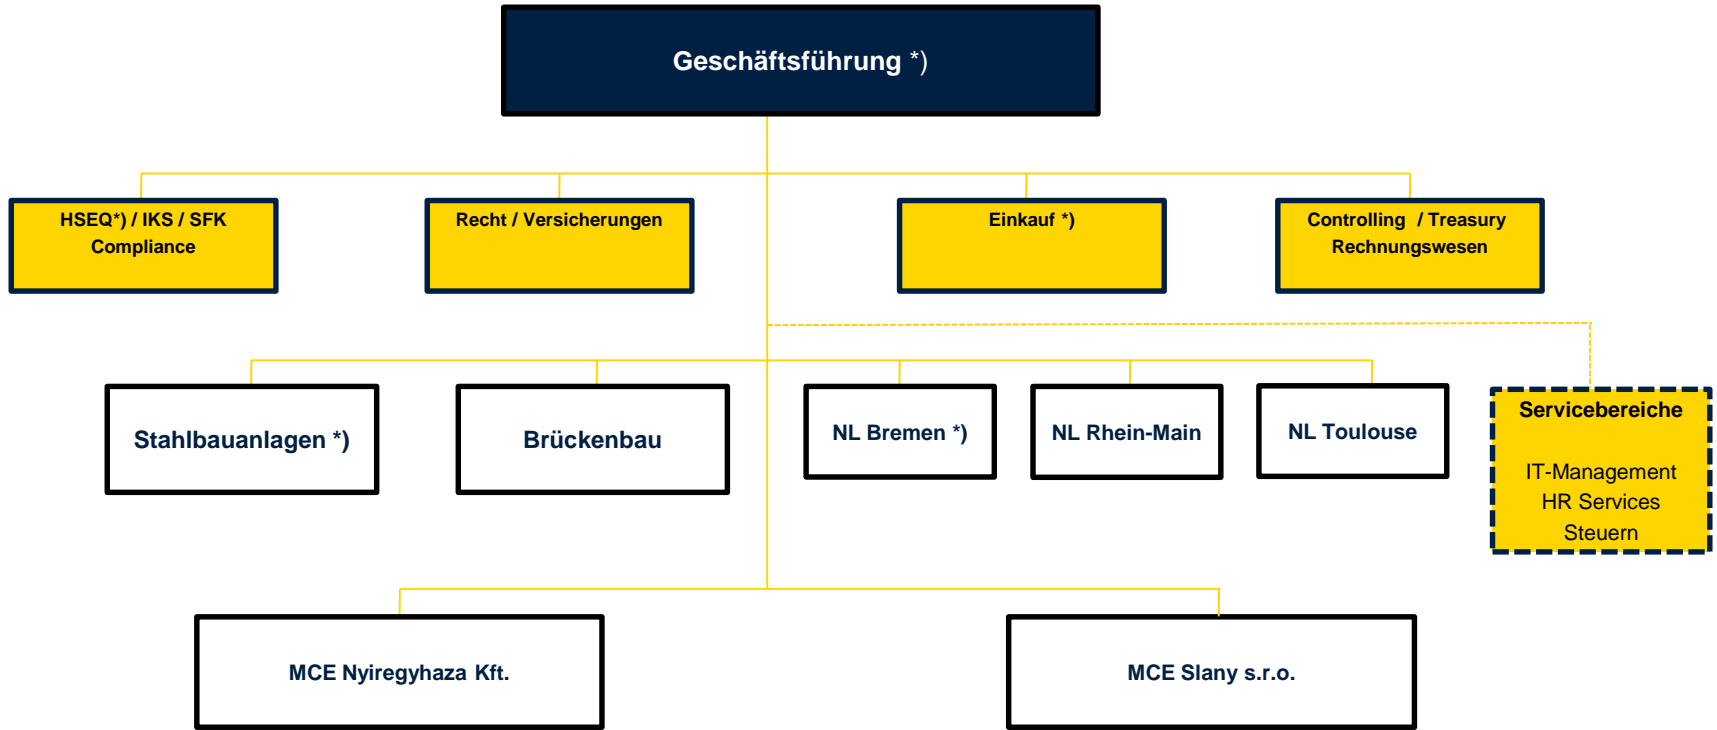 Geschäftsführung *)
HSEQ*) / IKS / SFK
Compliance
Recht / Versicherungen
Einkauf *)
Controlling / Treasury
Rechnungswesen
Stahlbauanlagen *)
Brückenbau
NL Bremen *)
NL Rhein-Main
NL Toulouse
Servicebereiche
IT-Management
HR Services
Steuern
MCE Nyiregyhaza Kft.
MCE Slany s.r.o.